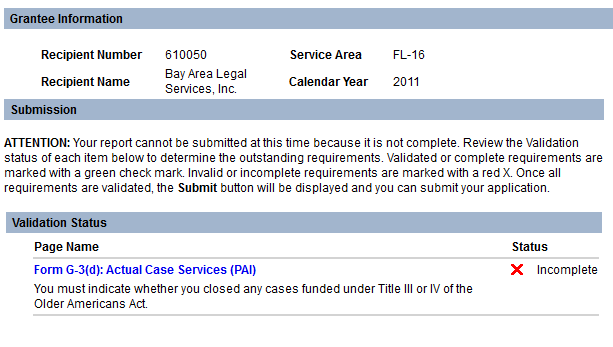 Grantee Information
Recipient Number 610050 Service Area FL-16
Recipient Name Bay Area Legal Services, Inc. Calendar Year 2011
Submission
ATTENTION: Your report cannot be submitted at this time because it is not complete. Review the Validation
status of each item below to determine the outstanding requirements. Validated or complete requirements are
marked with a green check mark. Invalid or incomplete requirements are marked with a red X. Once all
requirements are validated, the Submit button will be displayed and you can submit your application.
Validation Status
Page Name Status
Form G-3(d): Actual Case Services (PAI) Incomplete
You must indicate whether you closed any cases funded under Title III or IV of the
Older Americans Act.